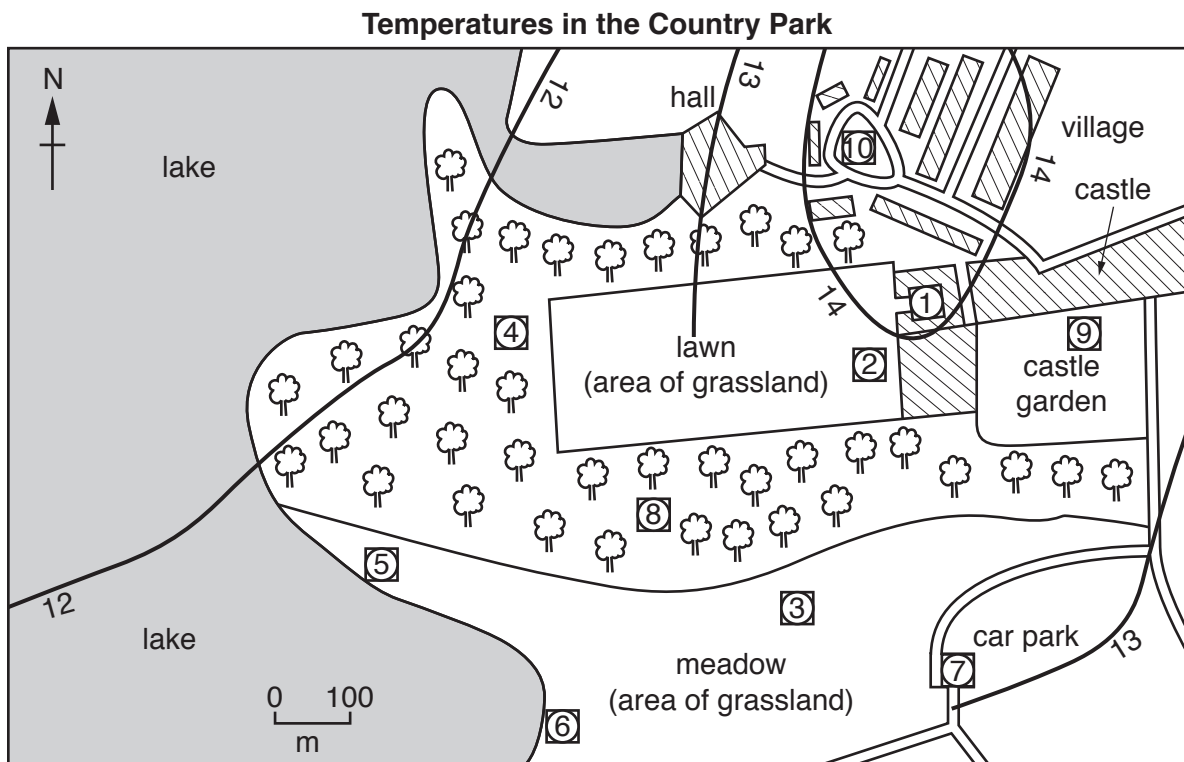 Temperatures in the Country Park
N
12
13
hall
10
village
lake
14
castle
14
1
4
9
lawn
(area of grassland)
2
castle
garden
8
5
12
3
lake
car park
13
meadow
(area of grassland)
7
0 100
m
6